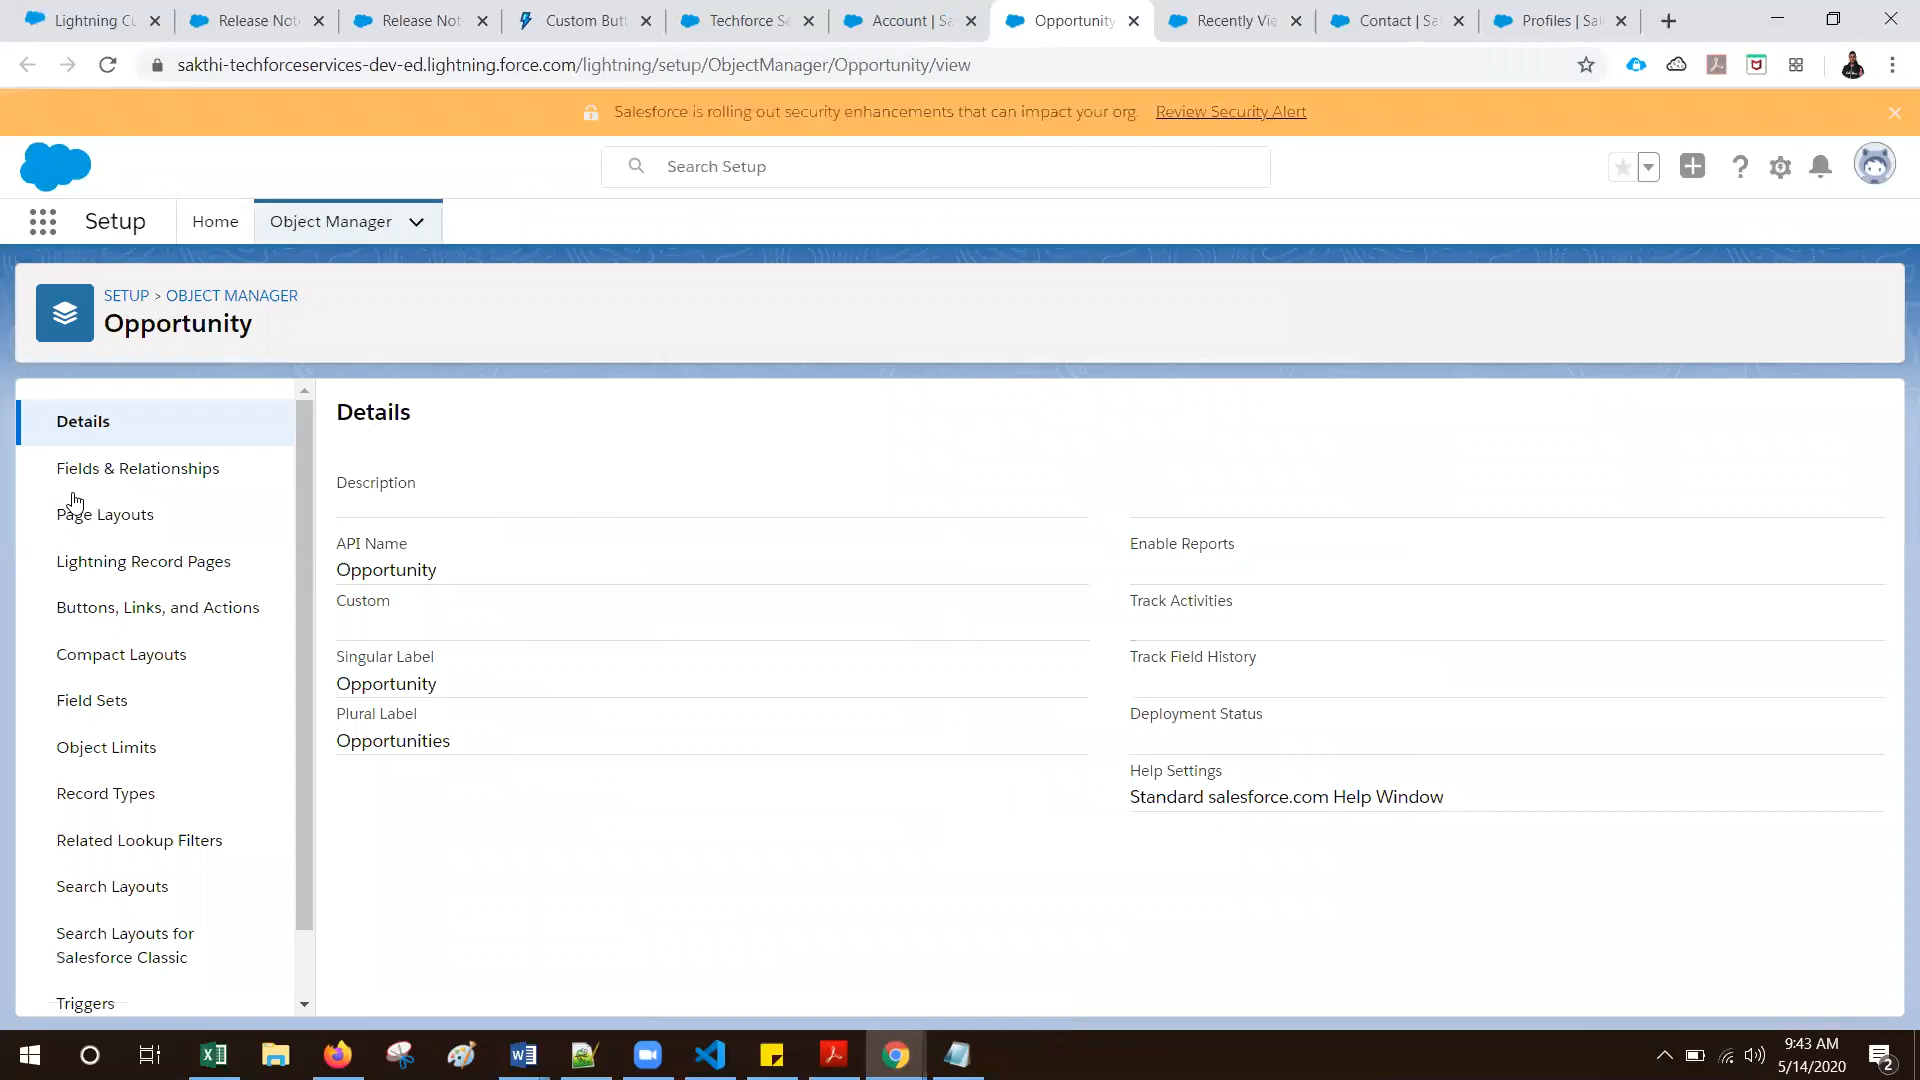 Lightning Cu
Release Not
Release Not
Custom Butt
Techforce Se
Account | Sa
Opportunity
Recently Vie
Contact | Sal
Profiles | Sal
sakthi-techforceservices-dev-ed.lightning.force.com/lightning/setup/ObjectManager/Opportunity/view
Salesforce is rolling out security enhancements that can impact your org. Review Security Alert
Search Setup
Setup
Home
Object Manager
SETUP > OBJECT MANAGER
Opportunity
Details
Fields & Relationships
Page Layouts
Lightning Record Pages
Buttons, Links, and Actions
Compact Layouts
Field Sets
Object Limits
Record Types
Related Lookup Filters
Search Layouts
Search Layouts for
Salesforce Classic
Triggers
Details
Description
API Name
Opportunity
Custom
Singular Label
Opportunity
Plural Label
Opportunities
Enable Reports
Track Activities
Track Field History
Deployment Status
Help Settings
Standard salesforce.com Help Window
9:43 AM
5/14/2020
2